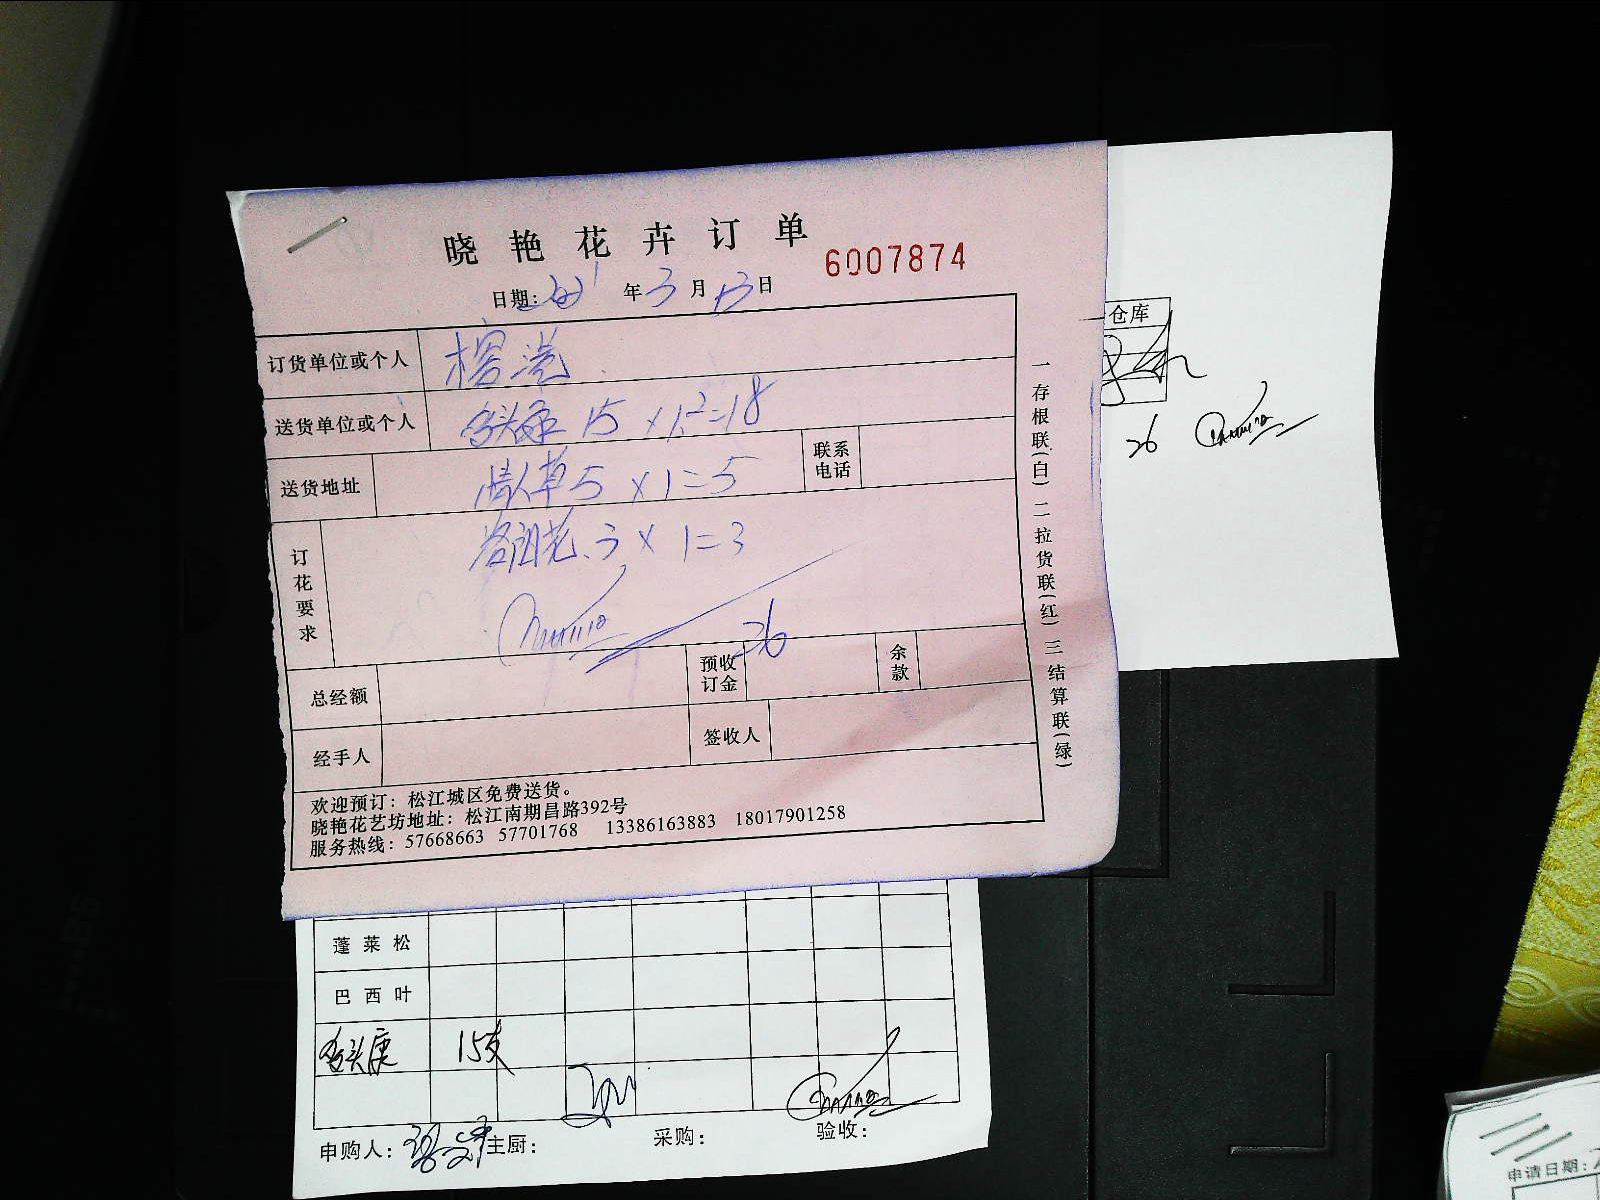 晓艳花卉订单
6007874
日期: 年3月13日
订货单位或个人
送货单位或个人 15×1.2=18
送货地址 情人草5×1=5 联系电话
订花要求 3×1=3
26
总经额 预收订金 余款
经手人 签收人
欢迎预订：松江城区免费送货。
晓艳花艺坊地址：松江南期昌路392号
服务热线：57668663 57701768 13386163883 18017901258
一存根联(白)二拉货联(红)三结算联(绿)
仓库
26
蓬莱松
巴西叶
15支
申购人： 主厨： 采购： 验收：
申请日期：